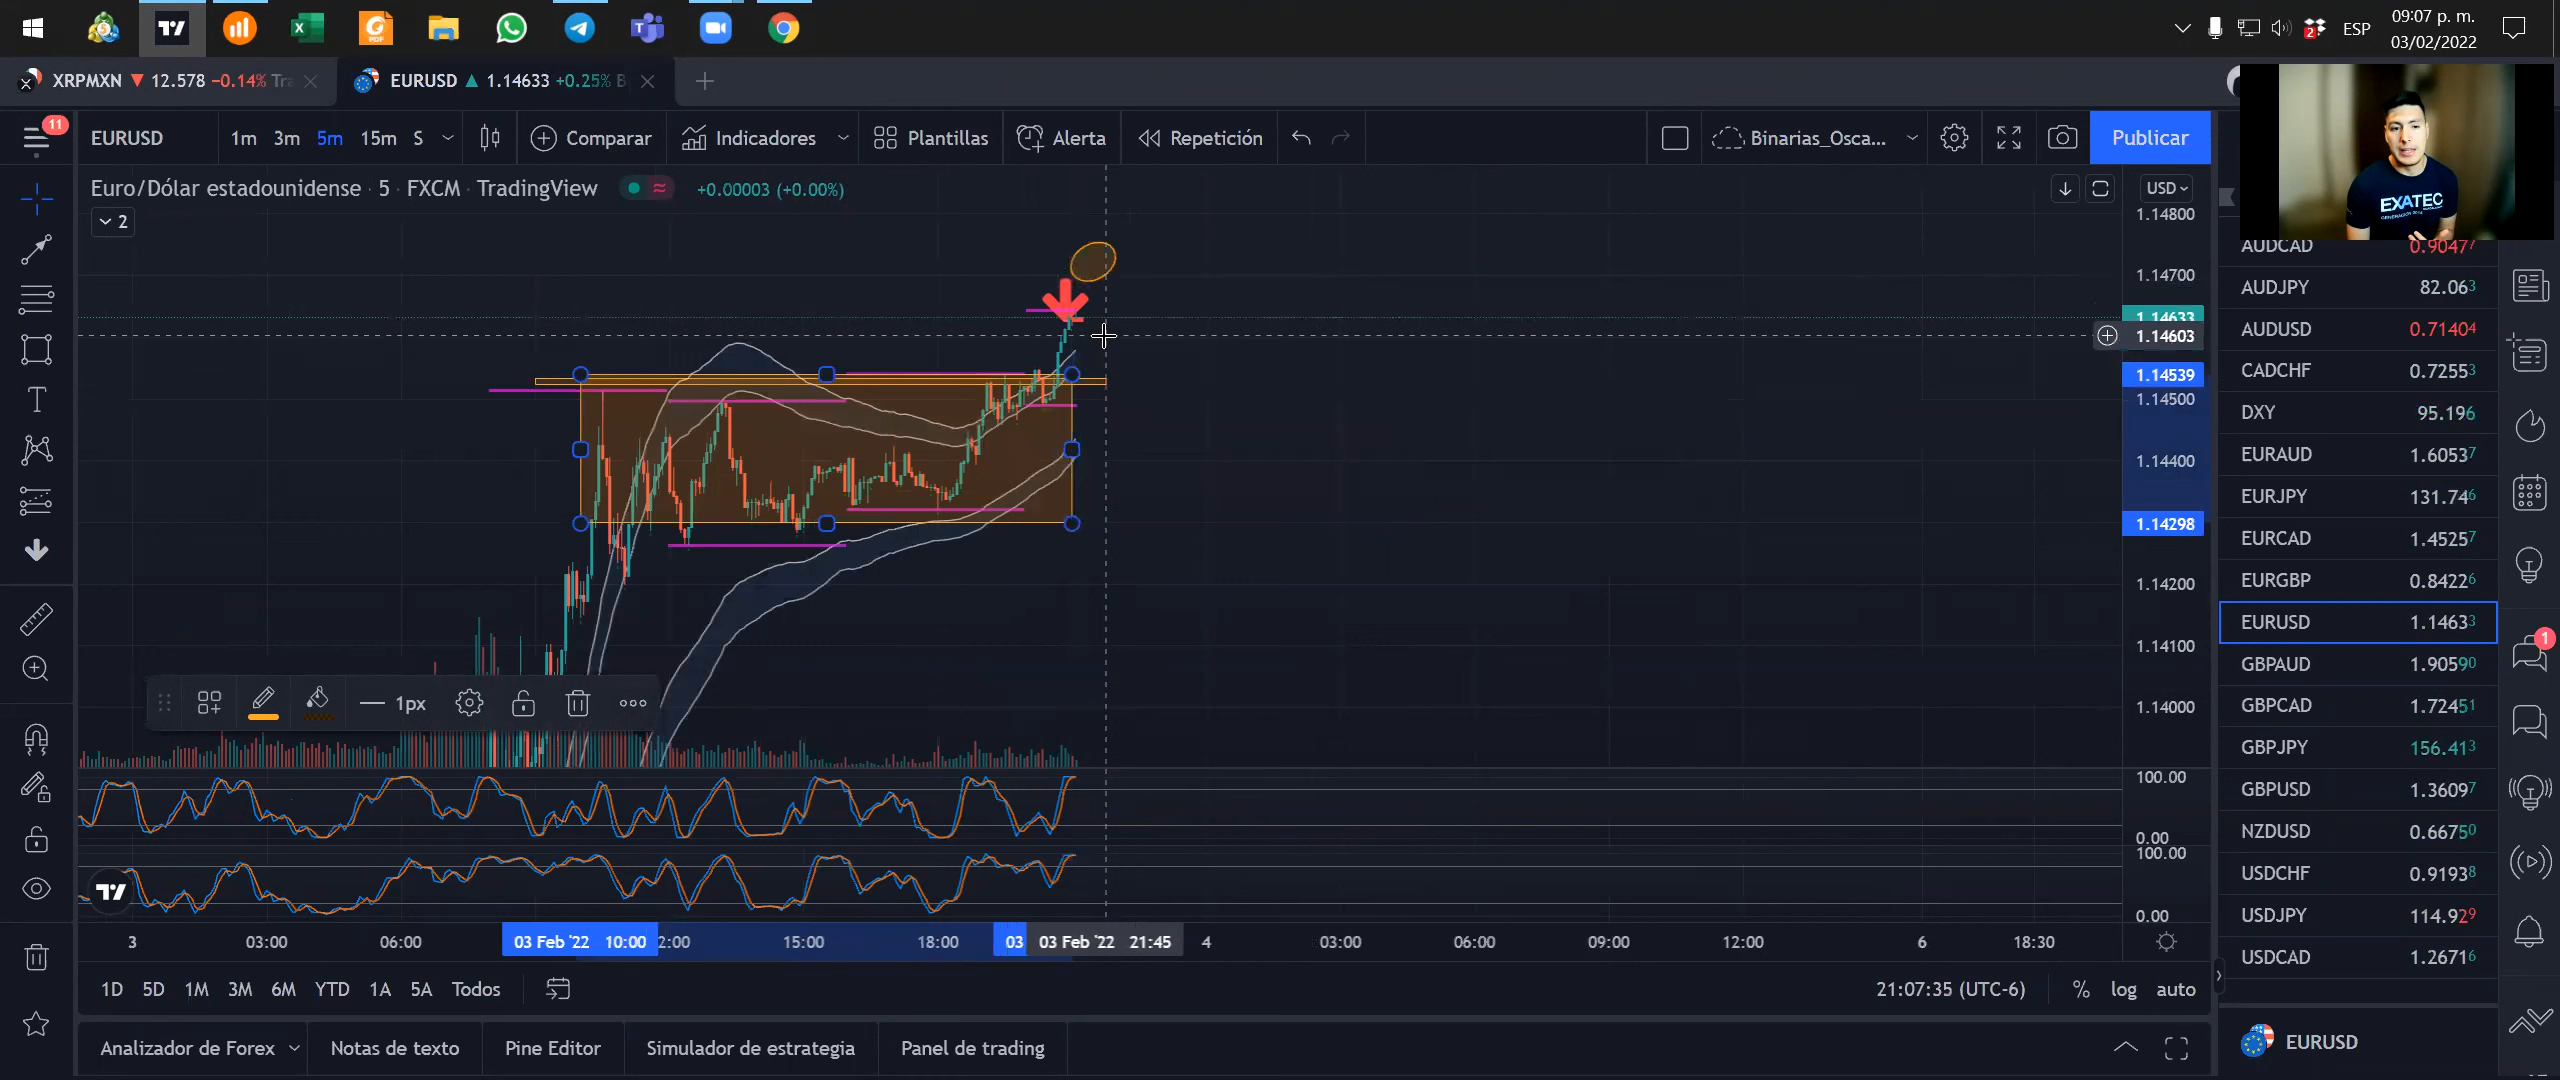 09:07 p. m.
ESP
03/02/2022
2
XRPMXN ▼ 12.578 −0.14% Tra
EURUSD ▲ 1.14633 +0.25% B
11
EURUSD
1m 3m 5m 15m S
Comparar
Indicadores
Plantillas
Alerta
Repetición
Binarias_Osca...
Publicar
EXATEC
Euro/Dólar estadounidense · 5 · FXCM · TradingView
+0.00003 (+0.00%)
USD
2
1.14800
1.14700
1.14633
1.14603
1.14539
1.14500
1.14400
1.14298
1.14200
1.14100
1.14000
100.00
0.00
100.00
0.00
1px
AUDCAD 0.90477
AUDJPY 82.063
AUDUSD 0.71404
CADCHF 0.72553
DXY 95.196
EURAUD 1.60537
EURJPY 131.746
EURCAD 1.45257
EURGBP 0.84226
EURUSD 1.14633
GBPAUD 1.90590
GBPCAD 1.72451
GBPJPY 156.413
GBPUSD 1.36097
NZDUSD 0.66750
USDCHF 0.91938
USDJPY 114.929
USDCAD 1.26716
1
3 03:00 06:00 03 Feb '22 10:00 2:00 15:00 18:00 03 03 Feb '22 21:45 4 03:00 06:00 09:00 12:00 6 18:30
1D 5D 1M 3M 6M YTD 1A 5A Todos
21:07:35 (UTC-6)
% log auto
Analizador de Forex
Notas de texto
Pine Editor
Simulador de estrategia
Panel de trading
EURUSD